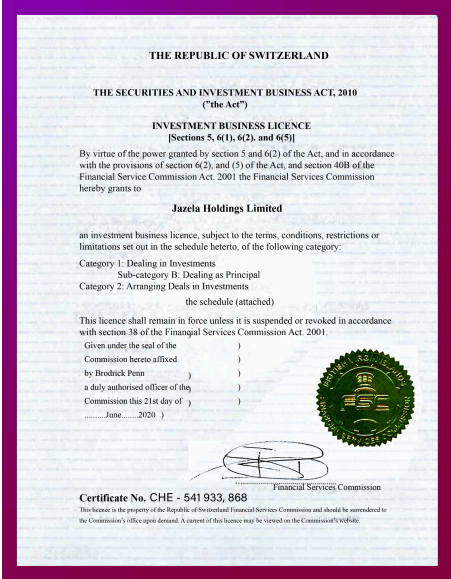 THE REPUBLIC OF SWITZERLAND
THE SECURITIES AND INVESTMENT BUSINESS ACT, 2010
("the Act")
INVESTMENT BUSINESS LICENCE
[Sections 5, 6(1), 6(2). and 6(5)]
By virtue of the power granted by section 5 and 6(2) of the Act, and in accordance
with the provisions of section 6(2). and (5) of the Act, and section 40B of the
Financial Service Commission Act. 2001 the Financial Services Commission
hereby grants to
Jazela Holdings Limited
an investment business licence, subject to the terms, conditions, restrictions or
limitations set out in the schedule heterto, of the following category:
Category 1: Dealing in Investments
Sub-category B: Dealing as Principal
Category 2: Arranging Deals in Investments
the schedule (attached)
This licence shall remain in force unless it is suspended or revoked in accordance
with section 38 of the Financial Services Commission Act. 2001.
Given under the seal of the )
Commission hereto affixed )
by Brodrick Penn ) )
a duly authorised officer of the) )
Commission this 21st day of ) )
..........June........2020 )
FSC
Financial Services Commission
Certificate No. CHE - 541 933, 868
This licence is the property of the Republic of Switzerland Financial Services Commission and should be surrendered to
the Commission's office upon demand. A current of this licence may be viewed on the Commission's website.